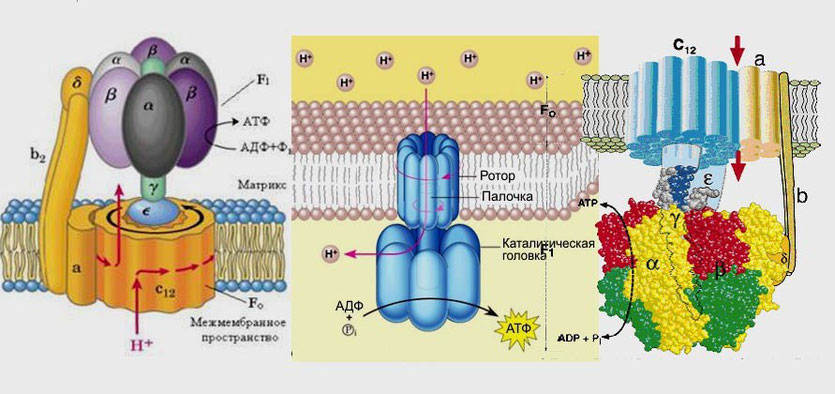 β
α
α
δ
β
β
α
F₁
АТФ
АДФ+Ф
b₂
γ
Матрикс
ϵ
a
c₁₂
F₀
Межмембранное
пространство
H⁺
H⁺
H⁺
H⁺
H⁺
H⁺
H⁺
F₀
Ротор
Палочка
H⁺
Каталитическая
головка
F1
АДФ
+
Pi
АТФ
c₁₂
a
ε
b
ATP
γ
α
β
δ
ADP + Pi